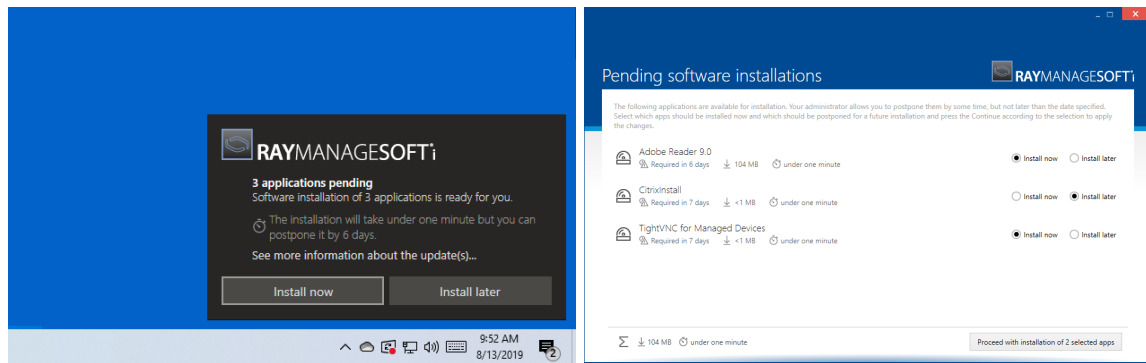 RAYMANAGESOFTi
3 applications pending
Software installation of 3 applications is ready for you.
The installation will take under one minute but you can
postpone it by 6 days.
See more information about the update(s)...
Install now
Install later
9:52 AM
8/13/2019
2
Pending software installations
RAYMANAGESOFTi
The following applications are available for installation. Your administrator allows you to postpone them by some time, but not later than the date specified.
Select which apps should be installed now and which should be postponed for a future installation and press the Continue according to the selection to apply
the changes.
Adobe Reader 9.0
Required in 6 days 104 MB under one minute
Install now Install later
CitrixInstall
Required in 7 days <1 MB under one minute
Install now Install later
TightVNC for Managed Devices
Required in 7 days <1 MB under one minute
Install now Install later
Σ 104 MB under one minute
Proceed with installation of 2 selected apps